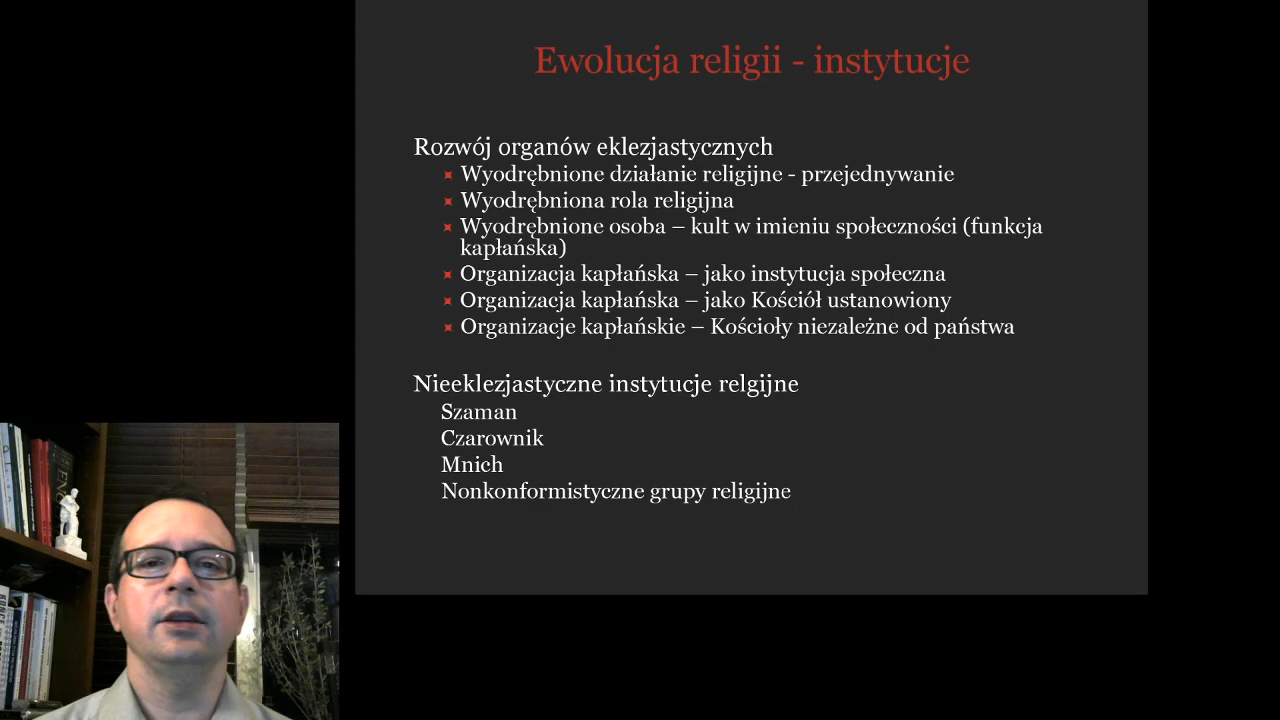 Ewolucja religii - instytucje
Rozwój organów eklezjastycznych
Wyodrębnione działanie religijne - przejednywanie
Wyodrębniona rola religijna
Wyodrębnione osoba – kult w imieniu społeczności (funkcja
kapłańska)
Organizacja kapłańska – jako instytucja społeczna
Organizacja kapłańska – jako Kościół ustanowiony
Organizacje kapłańskie – Kościoły niezależne od państwa
Nieeklezjastyczne instytucje relgijne
Szaman
Czarownik
Mnich
Nonkonformistyczne grupy religijne